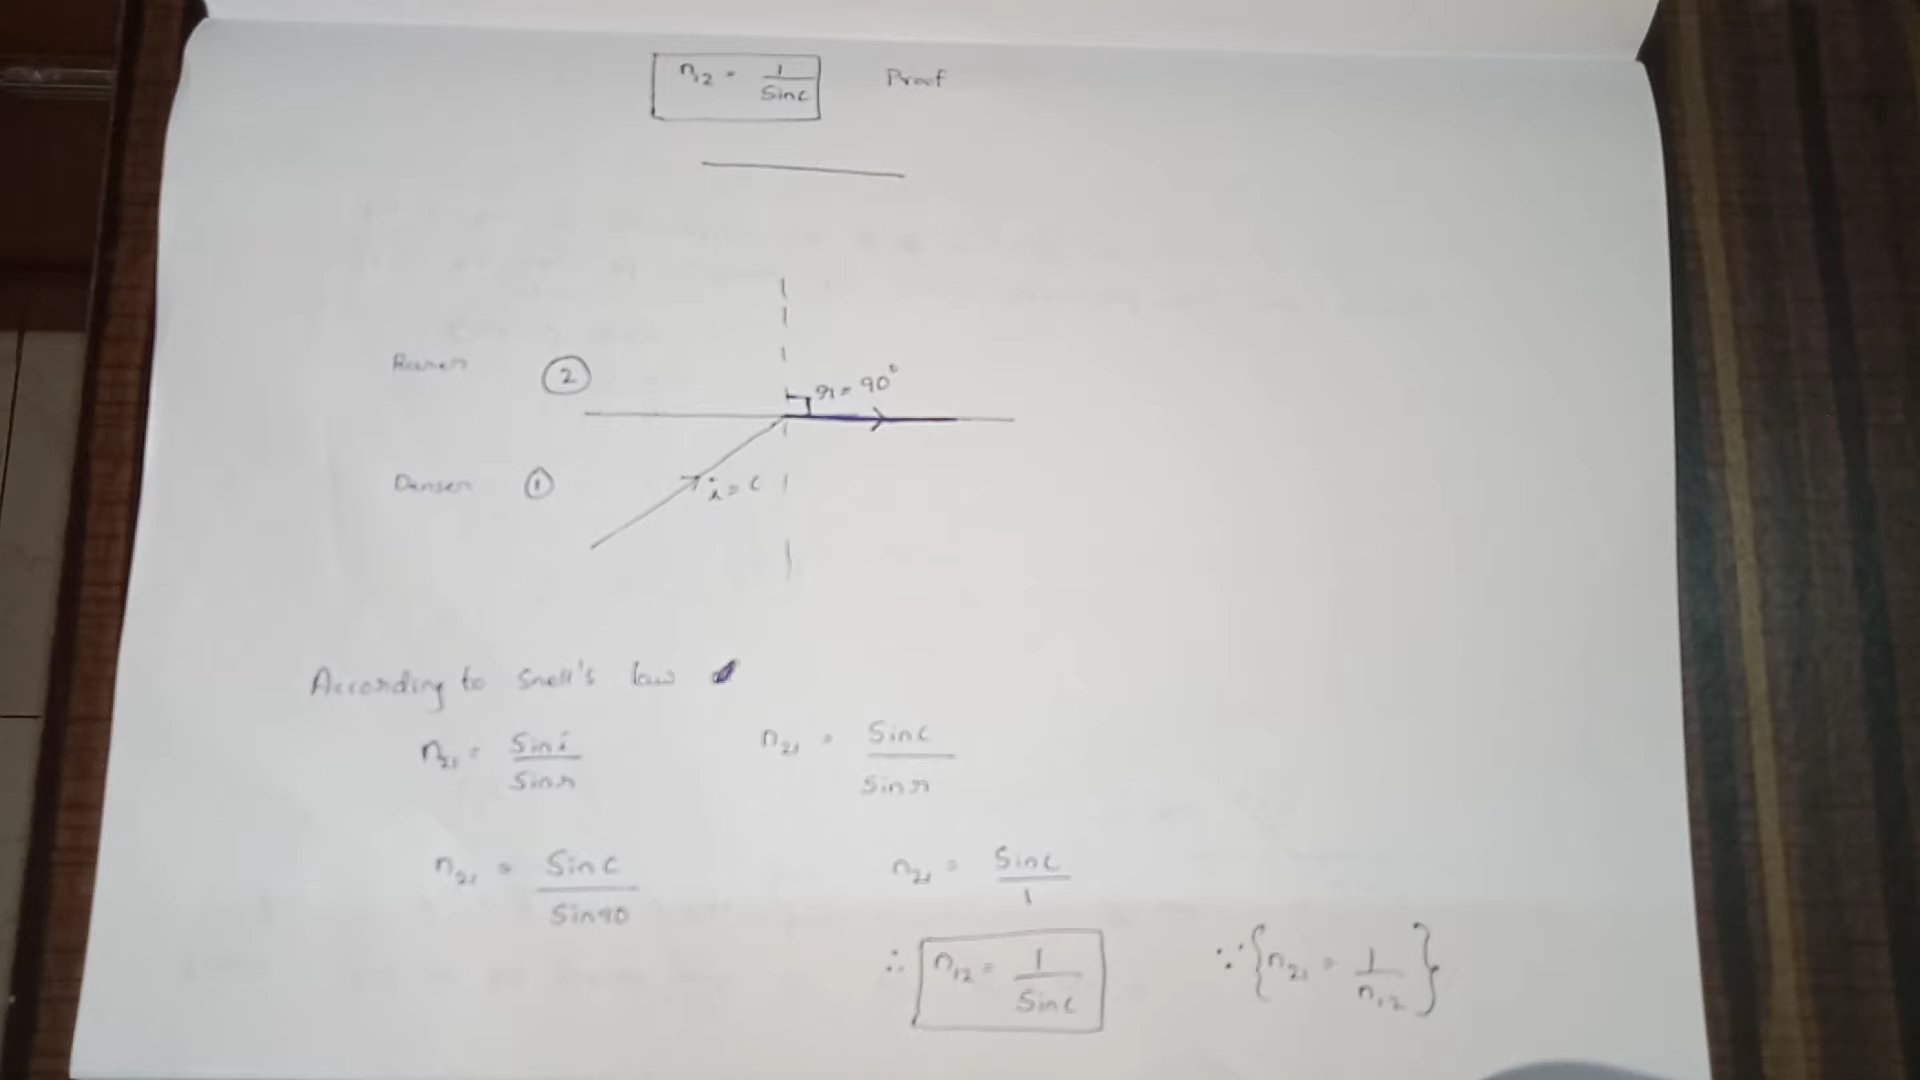 n₁₂ = 1/Sinc Proof
Rarer ②
r = 90°
Denser ①
i = c
According to Snell's law
n₂₁ = Sini/Sinr n₂₁ = Sinc/Sinr
n₂₁ = Sinc/Sin90 n₂₁ = Sinc/1
∴ n₁₂ = 1/Sinc ∵ {n₂₁ = 1/n₁₂}